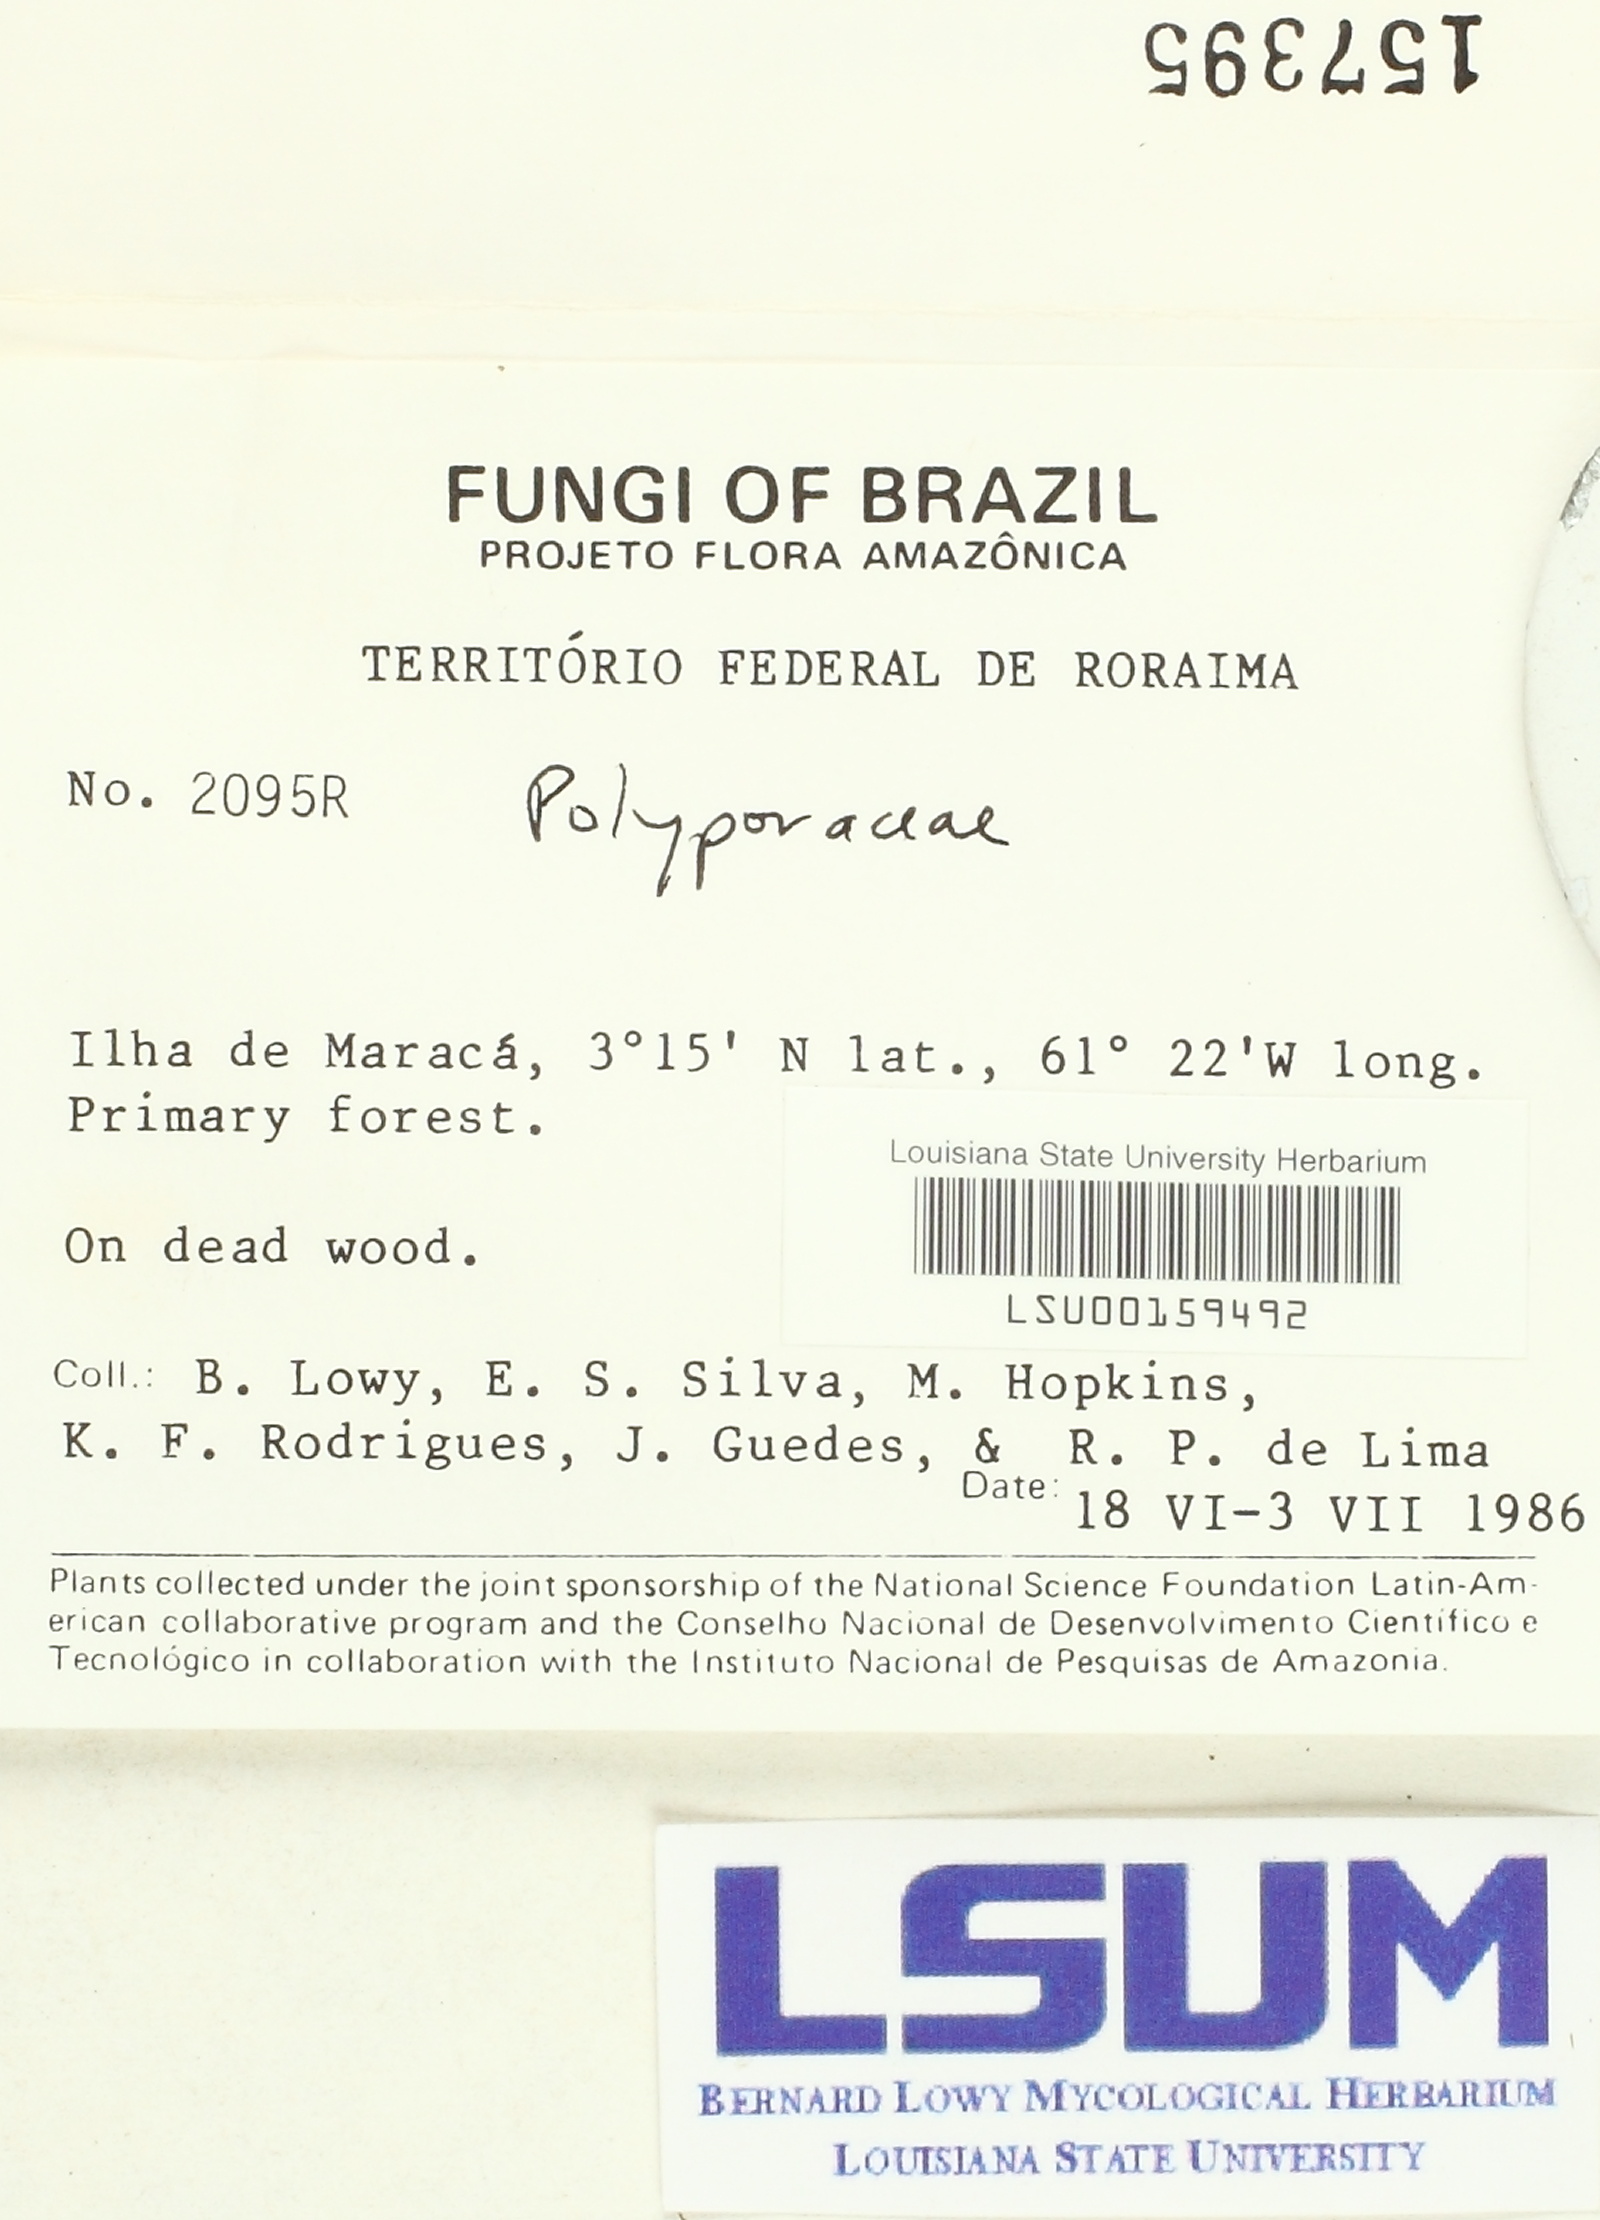 157395
FUNGI OF BRAZIL
PROJETO FLORA AMAZÔNICA
TERRITÓRIO FEDERAL DE RORAIMA
No. 2095R Polyporaceae
Ilha de Maracá, 3°15' N lat., 61° 22'W long.
Primary forest.
Louisiana State University Herbarium
LSU00159492
On dead wood.
Coll.: B. Lowy, E. S. Silva, M. Hopkins,
K. F. Rodrigues, J. Guedes, & R. P. de Lima
Date: 18 VI-3 VII 1986
Plants collected under the joint sponsorship of the National Science Foundation Latin-Am-
erican collaborative program and the Conselho Nacional de Desenvolvimento Científico e
Tecnológico in collaboration with the Instituto Nacional de Pesquisas de Amazonia.
LSUM
BERNARD LOWY MYCOLOGICAL HERBARIUM
LOUISIANA STATE UNIVERSITY